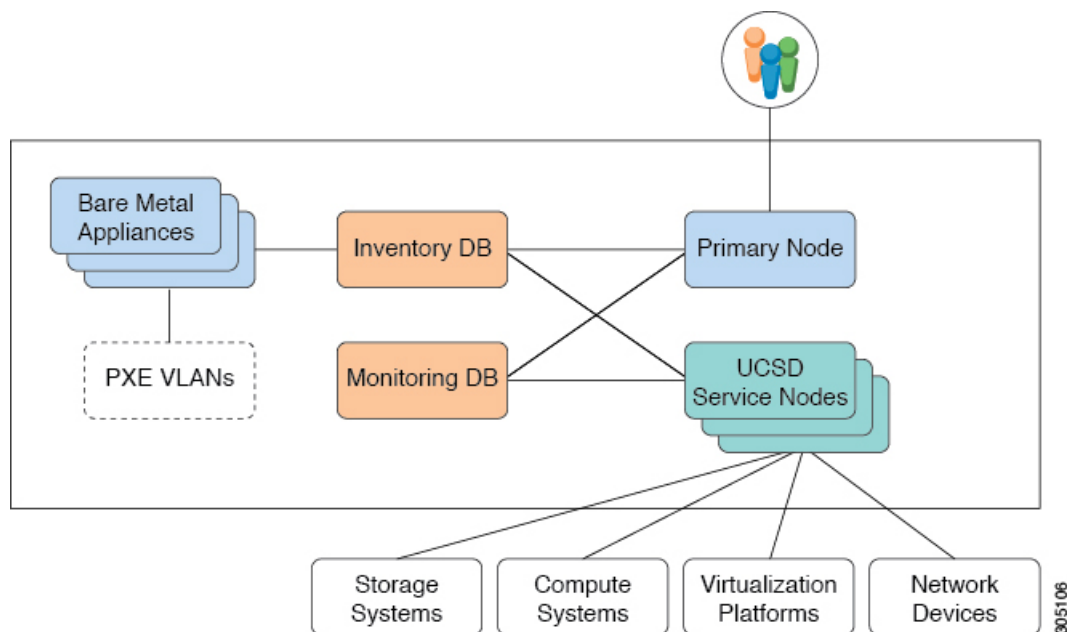 Bare Metal
Appliances
Inventory DB
Primary Node
PXE VLANs
Monitoring DB
UCSD
Service Nodes
Storage
Systems
Compute
Systems
Virtualization
Platforms
Network
Devices
305106